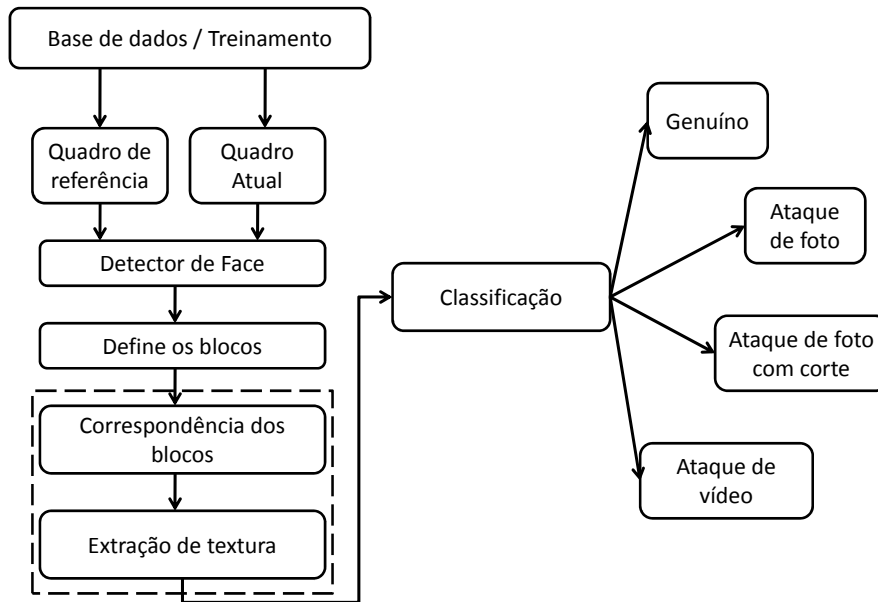 Base de dados / Treinamento
Quadro de
referência
Quadro
Atual
Detector de Face
Define os blocos
Correspondência dos
blocos
Extração de textura
Classificação
Genuíno
Ataque
de foto
Ataque de foto
com corte
Ataque de
vídeo